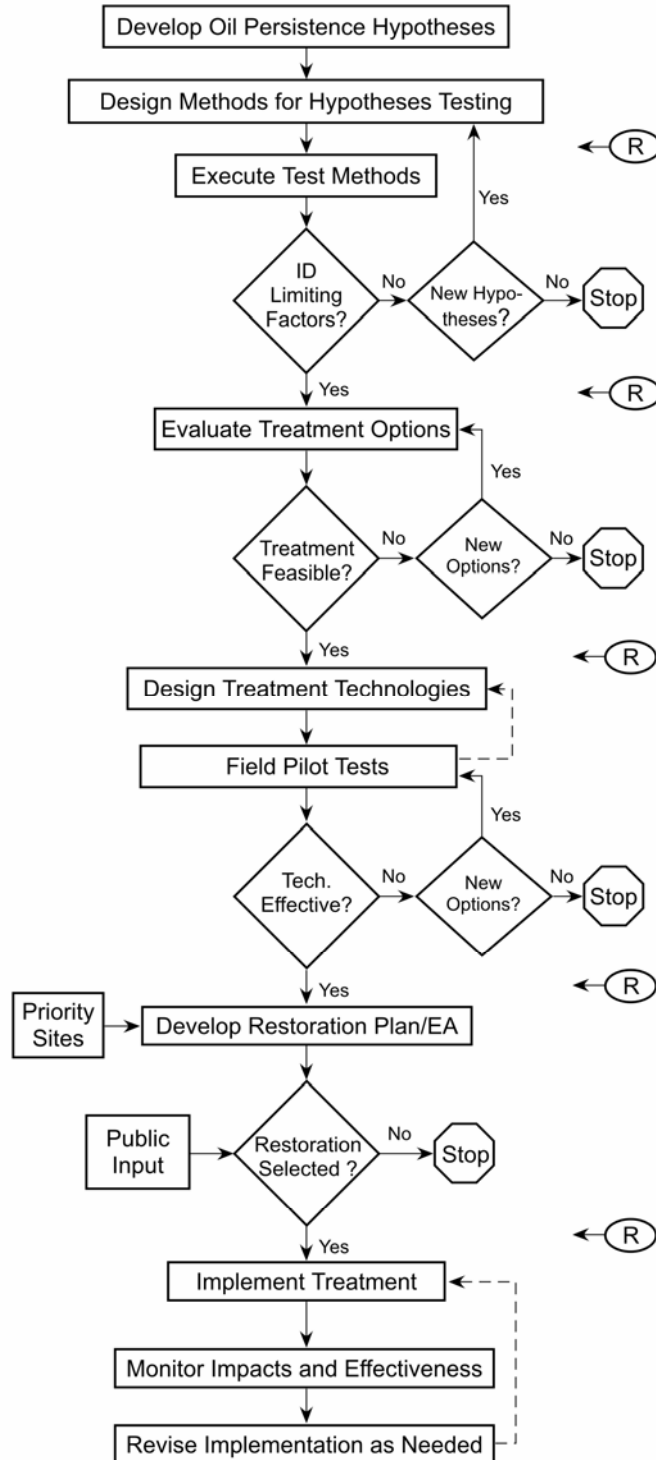 Develop Oil Persistence Hypotheses
Design Methods for Hypotheses Testing
R
Execute Test Methods
Yes
ID
Limiting
Factors?
No
New Hypo-
theses?
No
Stop
Yes
R
Evaluate Treatment Options
Yes
Treatment
Feasible?
No
New
Options?
No
Stop
Yes
R
Design Treatment Technologies
Field Pilot Tests
Yes
Tech.
Effective?
No
New
Options?
No
Stop
Yes
R
Priority
Sites
Develop Restoration Plan/EA
Public
Input
Restoration
Selected ?
No
Stop
Yes
R
Implement Treatment
Monitor Impacts and Effectiveness
Revise Implementation as Needed